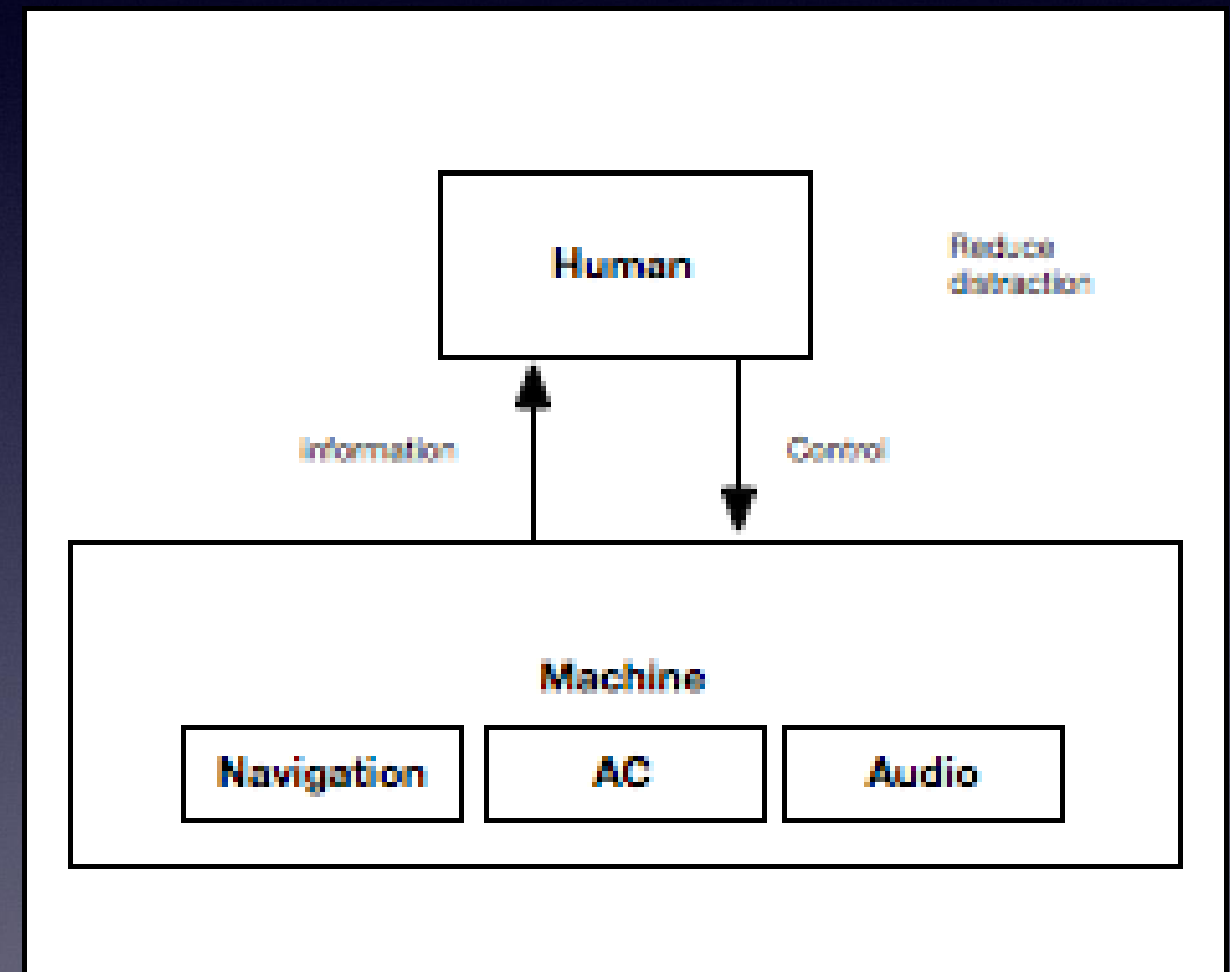 Human
Reduce
distraction
Information
Control
Machine
Navigation
AC
Audio